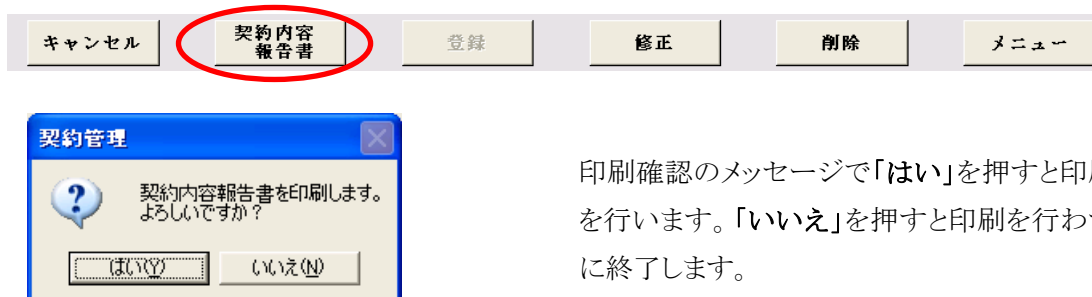 キャンセル 契約内容 登録 修正 削除 メニュー
報告書
契約管理
契約内容報告書を印刷します。
よろしいですか?
はい(Y) いいえ(N)
印刷確認のメッセージで「はい」を押すと印
を行います。「いいえ」を押すと印刷を行わ
に終了します。